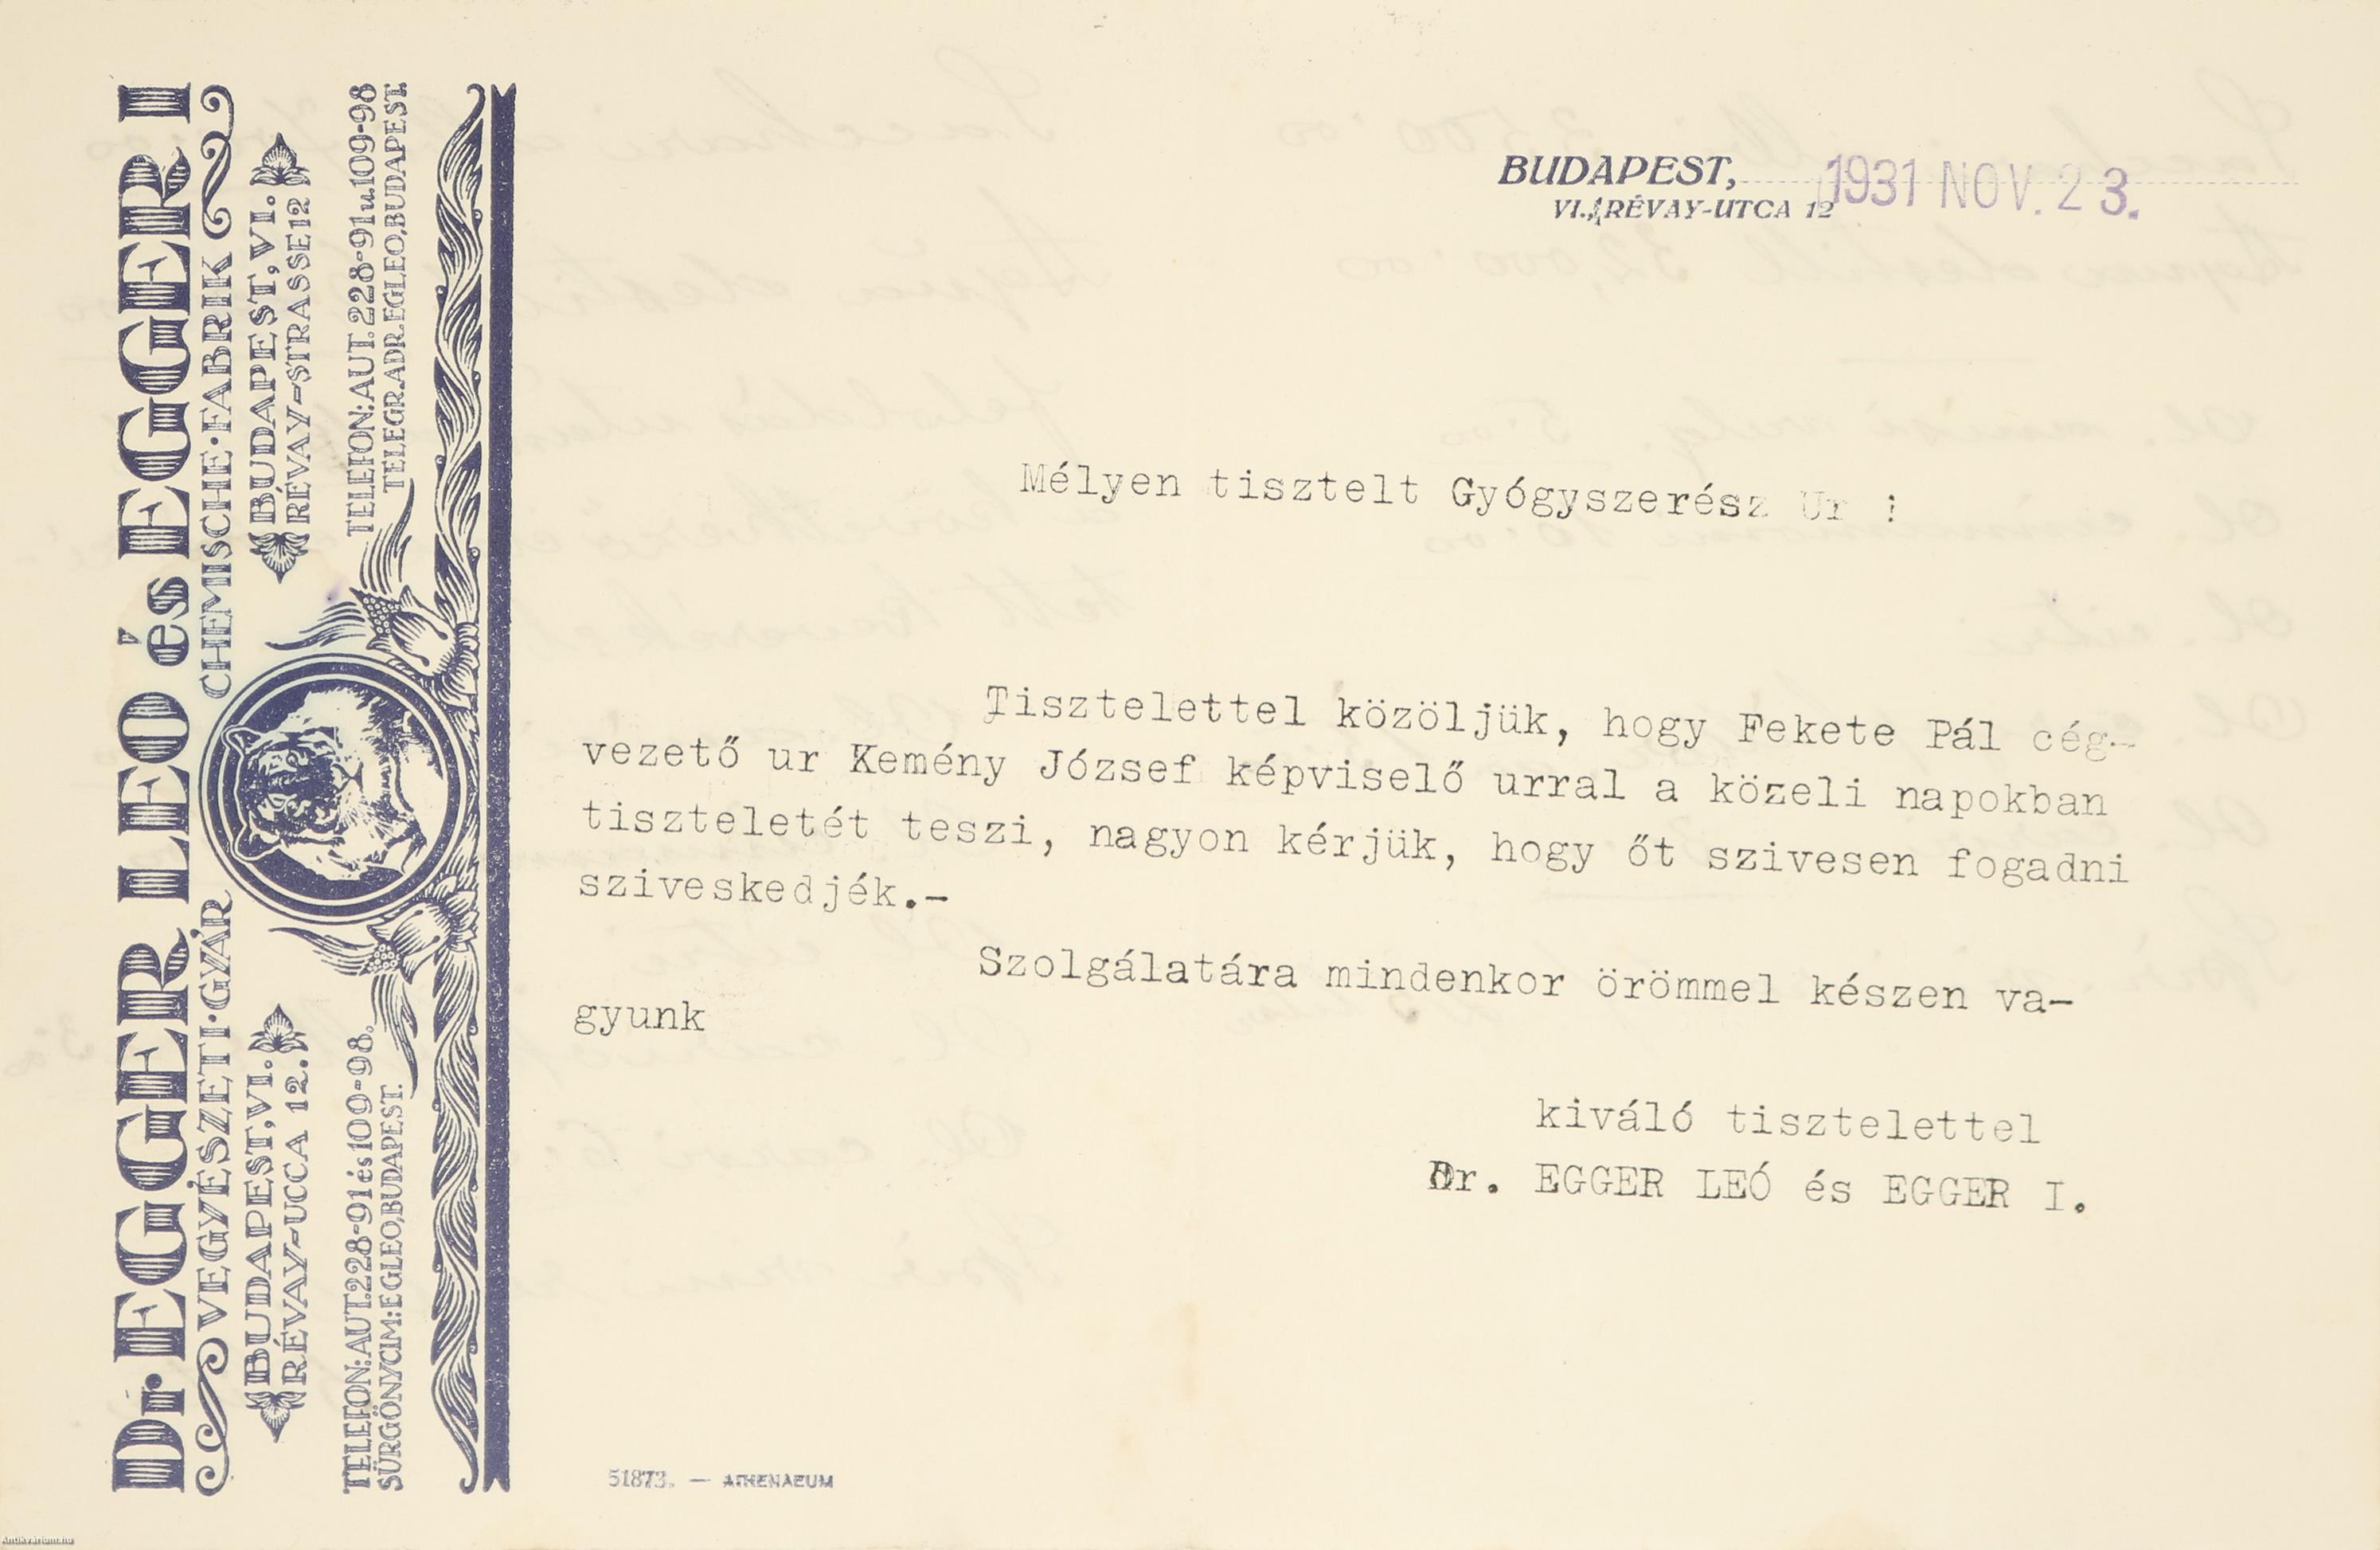 Dr EGGER LEO és EGGER I
VEGYÉSZETI·GYÁR
CHEMISCHE·FABRIK
BUDAPEST, VI.
RÉVAY-UCCA 12.
BUDAPEST, VI.
RÉVAY-STRASSE 12
TELEFON: AUT. 228-91 és 109-98.
SÜRGÖNYCIM: EGLEO, BUDAPEST.
TELEFON: AUT. 228-91 u. 109-98
TELEGR. ADR. EGLEO, BUDAPEST.
BUDAPEST, 1931 NOV. 23.
VI., RÉVAY-UTCA 12
Mélyen tisztelt Gyógyszerész Ur !
Tisztelettel közöljük, hogy Fekete Pál cég-
vezető ur Kemény József képviselő urral a közeli napokban
tiszteletét teszi, nagyon kérjük, hogy őt szivesen fogadni
sziveskedjék.-
Szolgálatára mindenkor örömmel készen va-
gyunk
kiváló tisztelettel
Dr. EGGER LEÓ és EGGER I.
51873. — ATHENAEUM
Antikvarium.hu